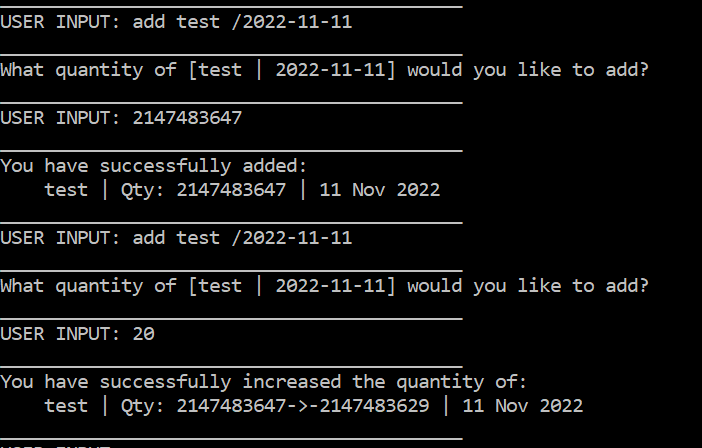 USER INPUT: add test /2022-11-11
What quantity of [test | 2022-11-11] would you like to add?
USER INPUT: 2147483647
You have successfully added:
test | Qty: 2147483647 | 11 Nov 2022
USER INPUT: add test /2022-11-11
What quantity of [test | 2022-11-11] would you like to add?
USER INPUT: 20
You have successfully increased the quantity of:
test | Qty: 2147483647->-2147483629 | 11 Nov 2022